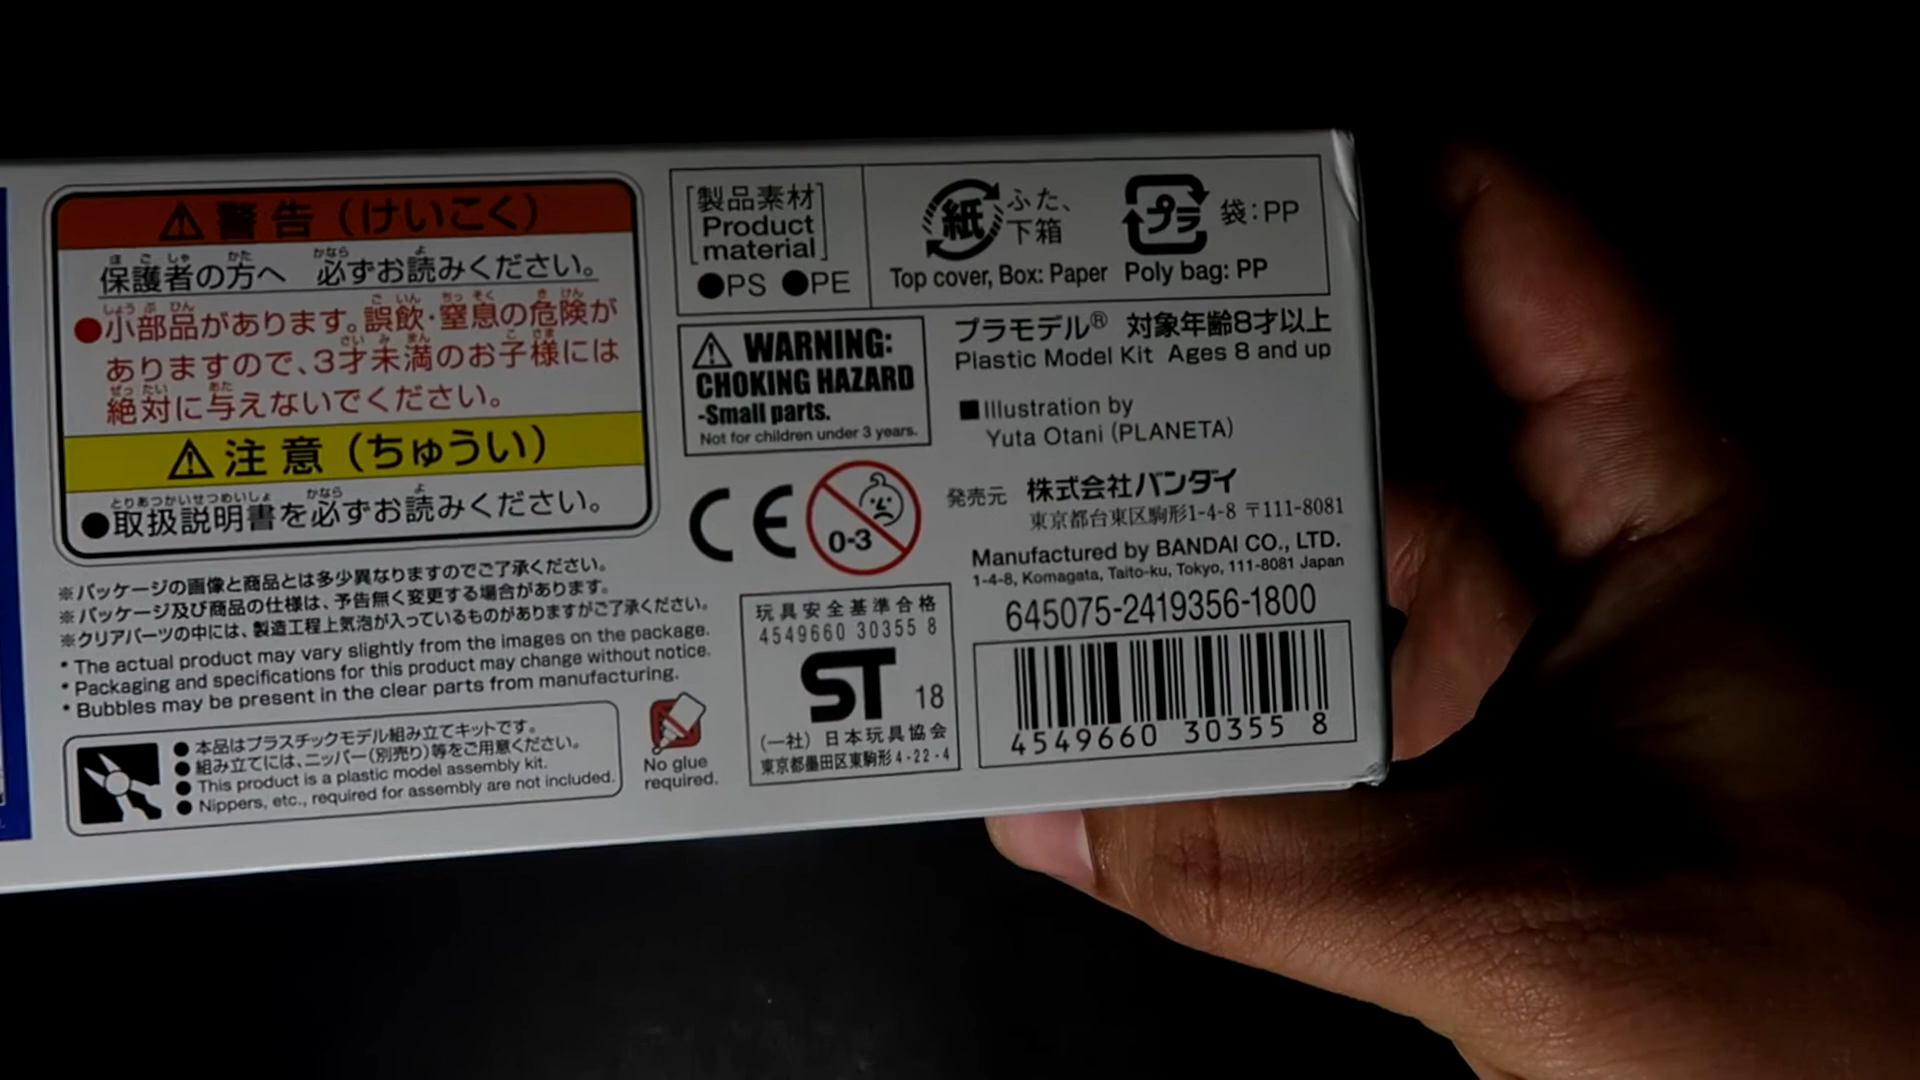 警告（けいこく）
保護者の方へ 必ずお読みください。
●小部品があります。誤飲・窒息の危険が
ありますので、3才未満のお子様には
絶対に与えないでください。
注意（ちゅうい）
●取扱説明書を必ずお読みください。
※パッケージの画像と商品とは多少異なりますのでご了承ください。
※パッケージ及び商品の仕様は、予告無く変更する場合があります。
※クリアパーツの中には、製造工程上気泡が入っているものがありますがご了承ください。
* The actual product may vary slightly from the images on the package.
* Packaging and specifications for this product may change without notice.
* Bubbles may be present in the clear parts from manufacturing.
●本品はプラスチックモデル組み立てキットです。
●組み立てには、ニッパー（別売り）等をご用意ください。
●This product is a plastic model assembly kit.
●Nippers, etc., required for assembly are not included.
No glue
required.
[製品素材
Product
material]
●PS ●PE
紙 ふた、
下箱
Top cover, Box: Paper
プラ 袋：PP
Poly bag: PP
WARNING:
CHOKING HAZARD
-Small parts.
Not for children under 3 years.
プラモデル® 対象年齢8才以上
Plastic Model Kit Ages 8 and up
■Illustration by
Yuta Otani (PLANETA)
CE
0-3
発売元 株式会社バンダイ
東京都台東区駒形1-4-8 〒111-8081
Manufactured by BANDAI CO., LTD.
1-4-8, Komagata, Taito-ku, Tokyo, 111-8081 Japan
645075-2419356-1800
4549660 30355 8
玩具安全基準合格
4549660 30355 8
ST 18
（一社）日本玩具協会
東京都墨田区東駒形4-22-4